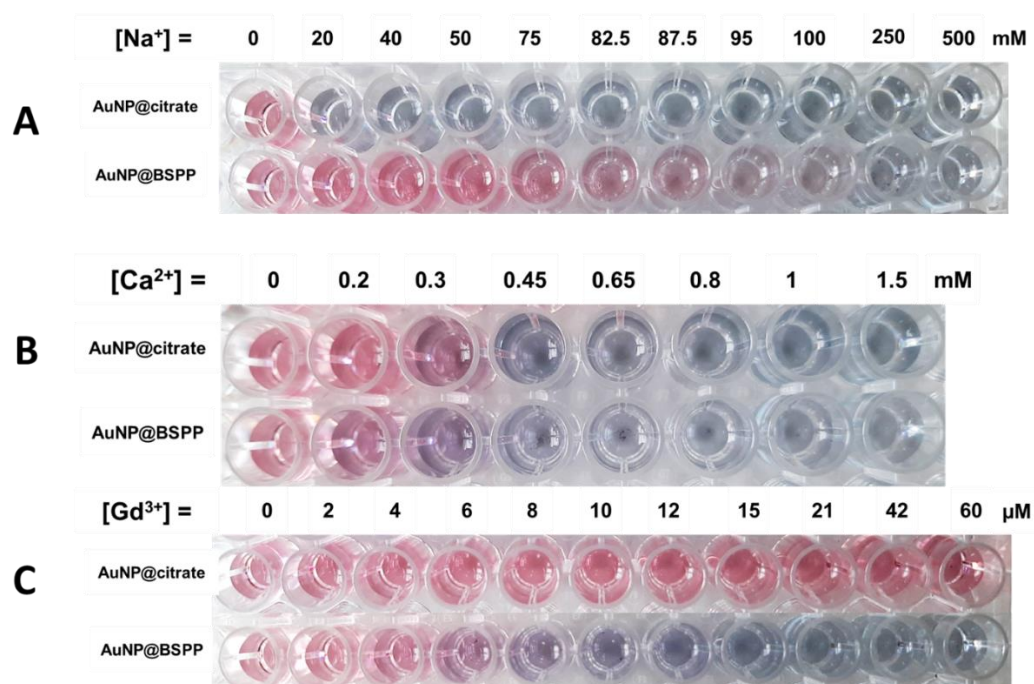 [Na⁺] = 0 20 40 50 75 82.5 87.5 95 100 250 500 mM
A
AuNP@citrate
AuNP@BSPP
[Ca²⁺] = 0 0.2 0.3 0.45 0.65 0.8 1 1.5 mM
B
AuNP@citrate
AuNP@BSPP
[Gd³⁺] = 0 2 4 6 8 10 12 15 21 42 60 µM
C
AuNP@citrate
AuNP@BSPP